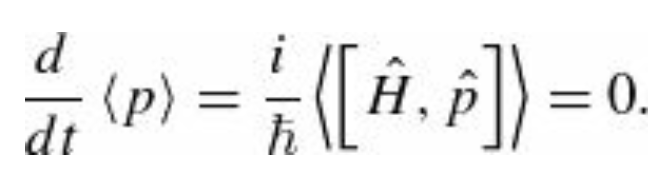 d/dt ⟨p⟩ = i/ħ ⟨[Ĥ, p̂]⟩ = 0.